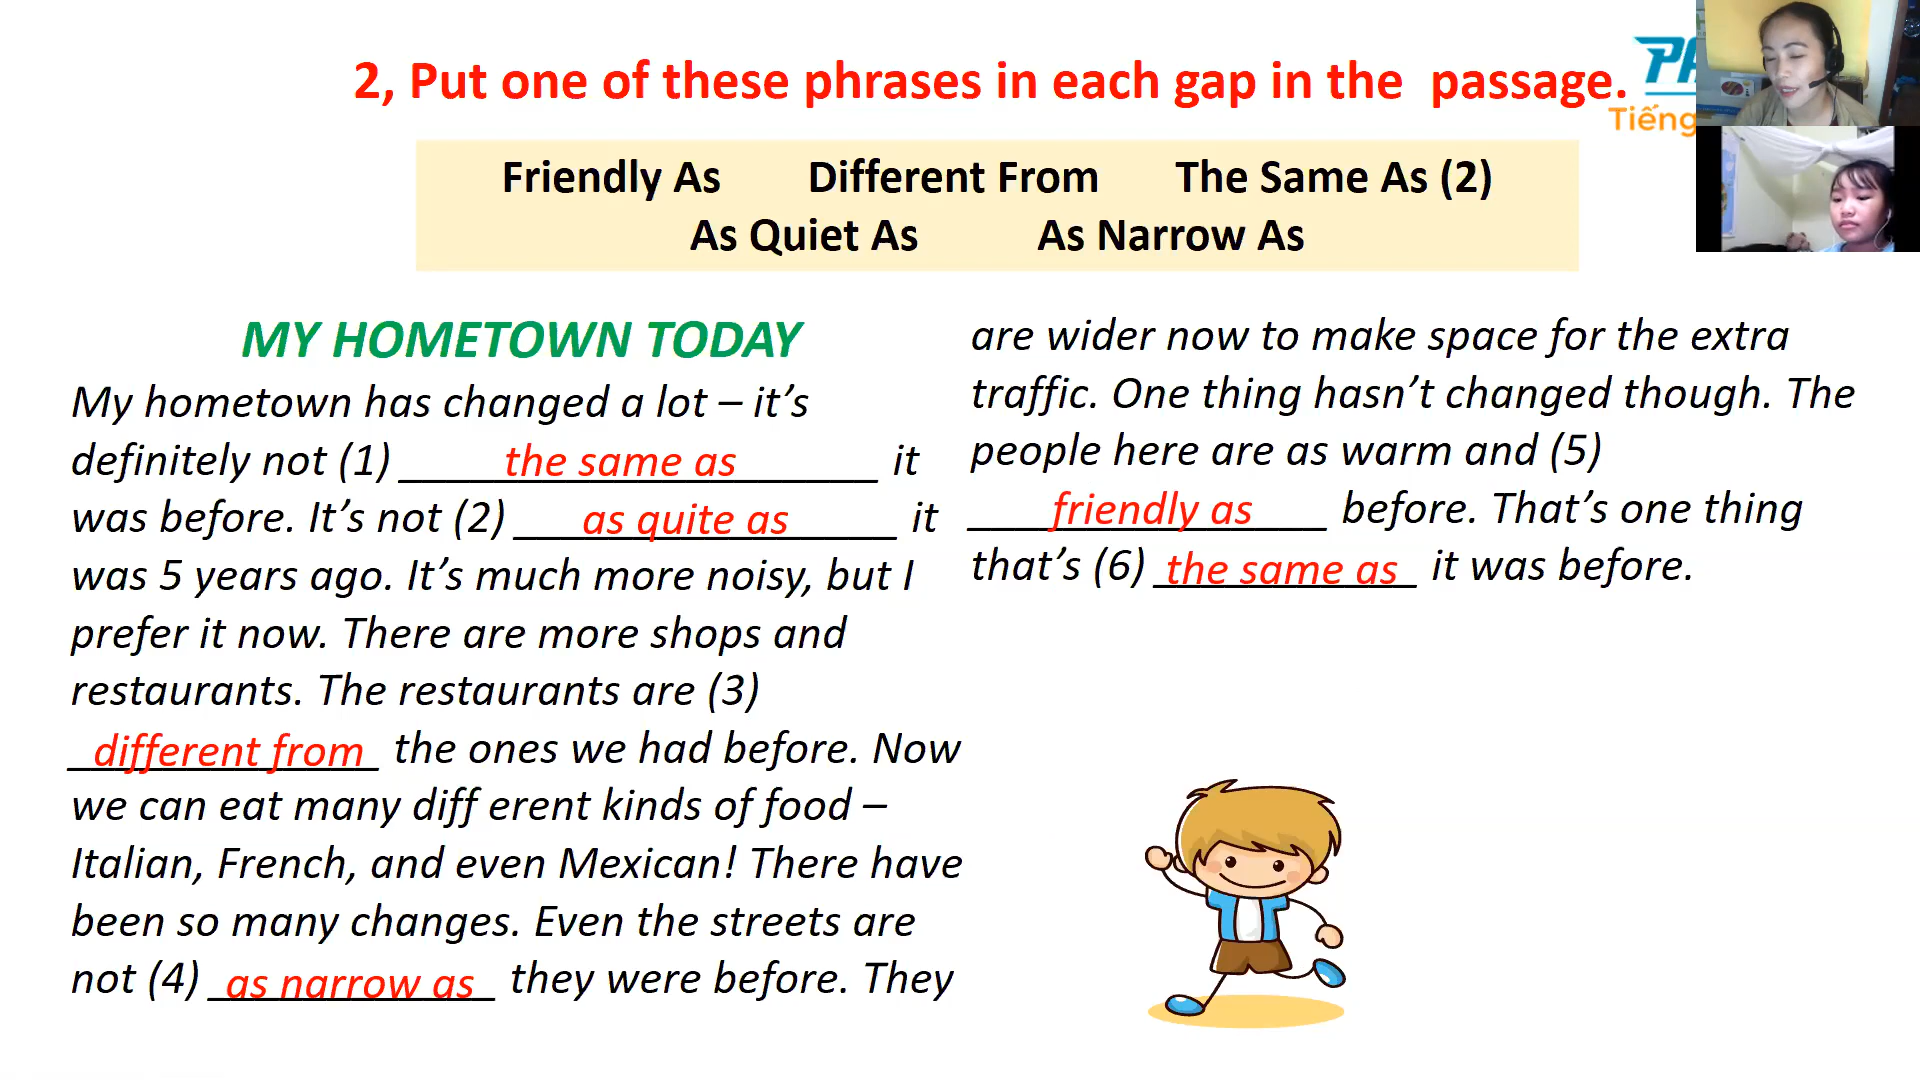 2, Put one of these phrases in each gap in the passage.
PA
Tiếng
Friendly As Different From The Same As (2)
As Quiet As As Narrow As
MY HOMETOWN TODAY
My hometown has changed a lot – it’s
definitely not (1) the same as it
was before. It’s not (2) as quite as it
was 5 years ago. It’s much more noisy, but I
prefer it now. There are more shops and
restaurants. The restaurants are (3)
different from the ones we had before. Now
we can eat many diff erent kinds of food –
Italian, French, and even Mexican! There have
been so many changes. Even the streets are
not (4) as narrow as they were before. They
are wider now to make space for the extra
traffic. One thing hasn’t changed though. The
people here are as warm and (5)
friendly as before. That’s one thing
that’s (6) the same as it was before.